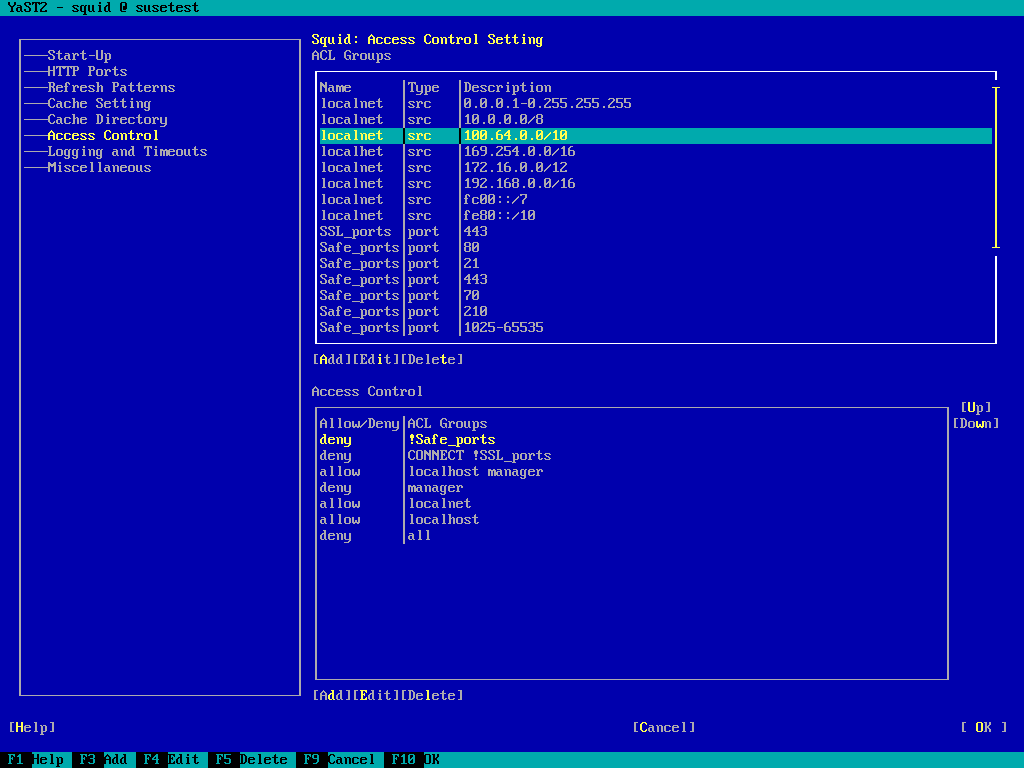 YaST2 - squid @ susetest
Start-Up
HTTP Ports
Refresh Patterns
Cache Setting
Cache Directory
Access Control
Logging and Timeouts
Miscellaneous
Squid: Access Control Setting
ACL Groups
Name Type Description
localnet src 0.0.0.1-0.255.255.255
localnet src 10.0.0.0/8
localnet src 100.64.0.0/10
localhet src 169.254.0.0/16
localnet src 172.16.0.0/12
localnet src 192.168.0.0/16
localnet src fc00::/7
localnet src fe80::/10
SSL_ports port 443
Safe_ports port 80
Safe_ports port 21
Safe_ports port 443
Safe_ports port 70
Safe_ports port 210
Safe_ports port 1025-65535
[Add][Edit][Delete]
Access Control
Allow/Deny ACL Groups
deny !Safe_ports
deny CONNECT !SSL_ports
allow localhost manager
deny manager
allow localnet
allow localhost
deny all
[Up]
[Down]
[Add][Edit][Delete]
[Help] [Cancel] [ OK ]
F1 Help F3 Add F4 Edit F5 Delete F9 Cancel F10 OK